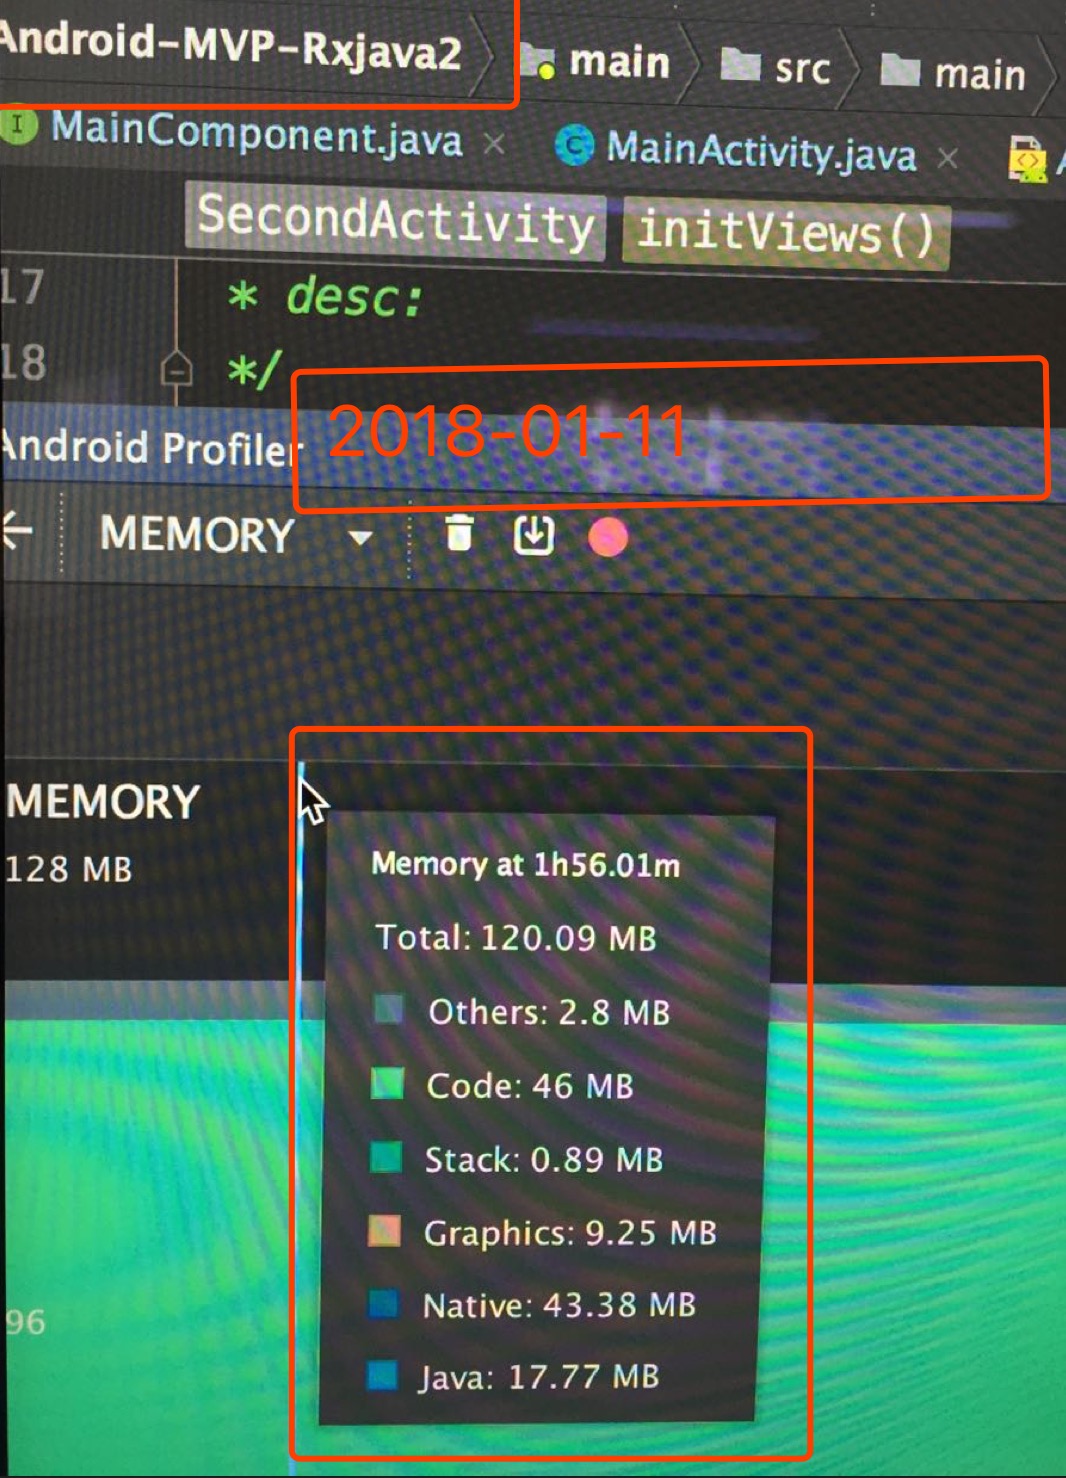 Android-MVP-Rxjava2 main src main
MainComponent.java MainActivity.java
SecondActivity initViews()
17 * desc:
18 */
Android Profiler 2018-01-11
MEMORY
MEMORY
128 MB
Memory at 1h56.01m
Total: 120.09 MB
Others: 2.8 MB
Code: 46 MB
Stack: 0.89 MB
Graphics: 9.25 MB
Native: 43.38 MB
96
Java: 17.77 MB